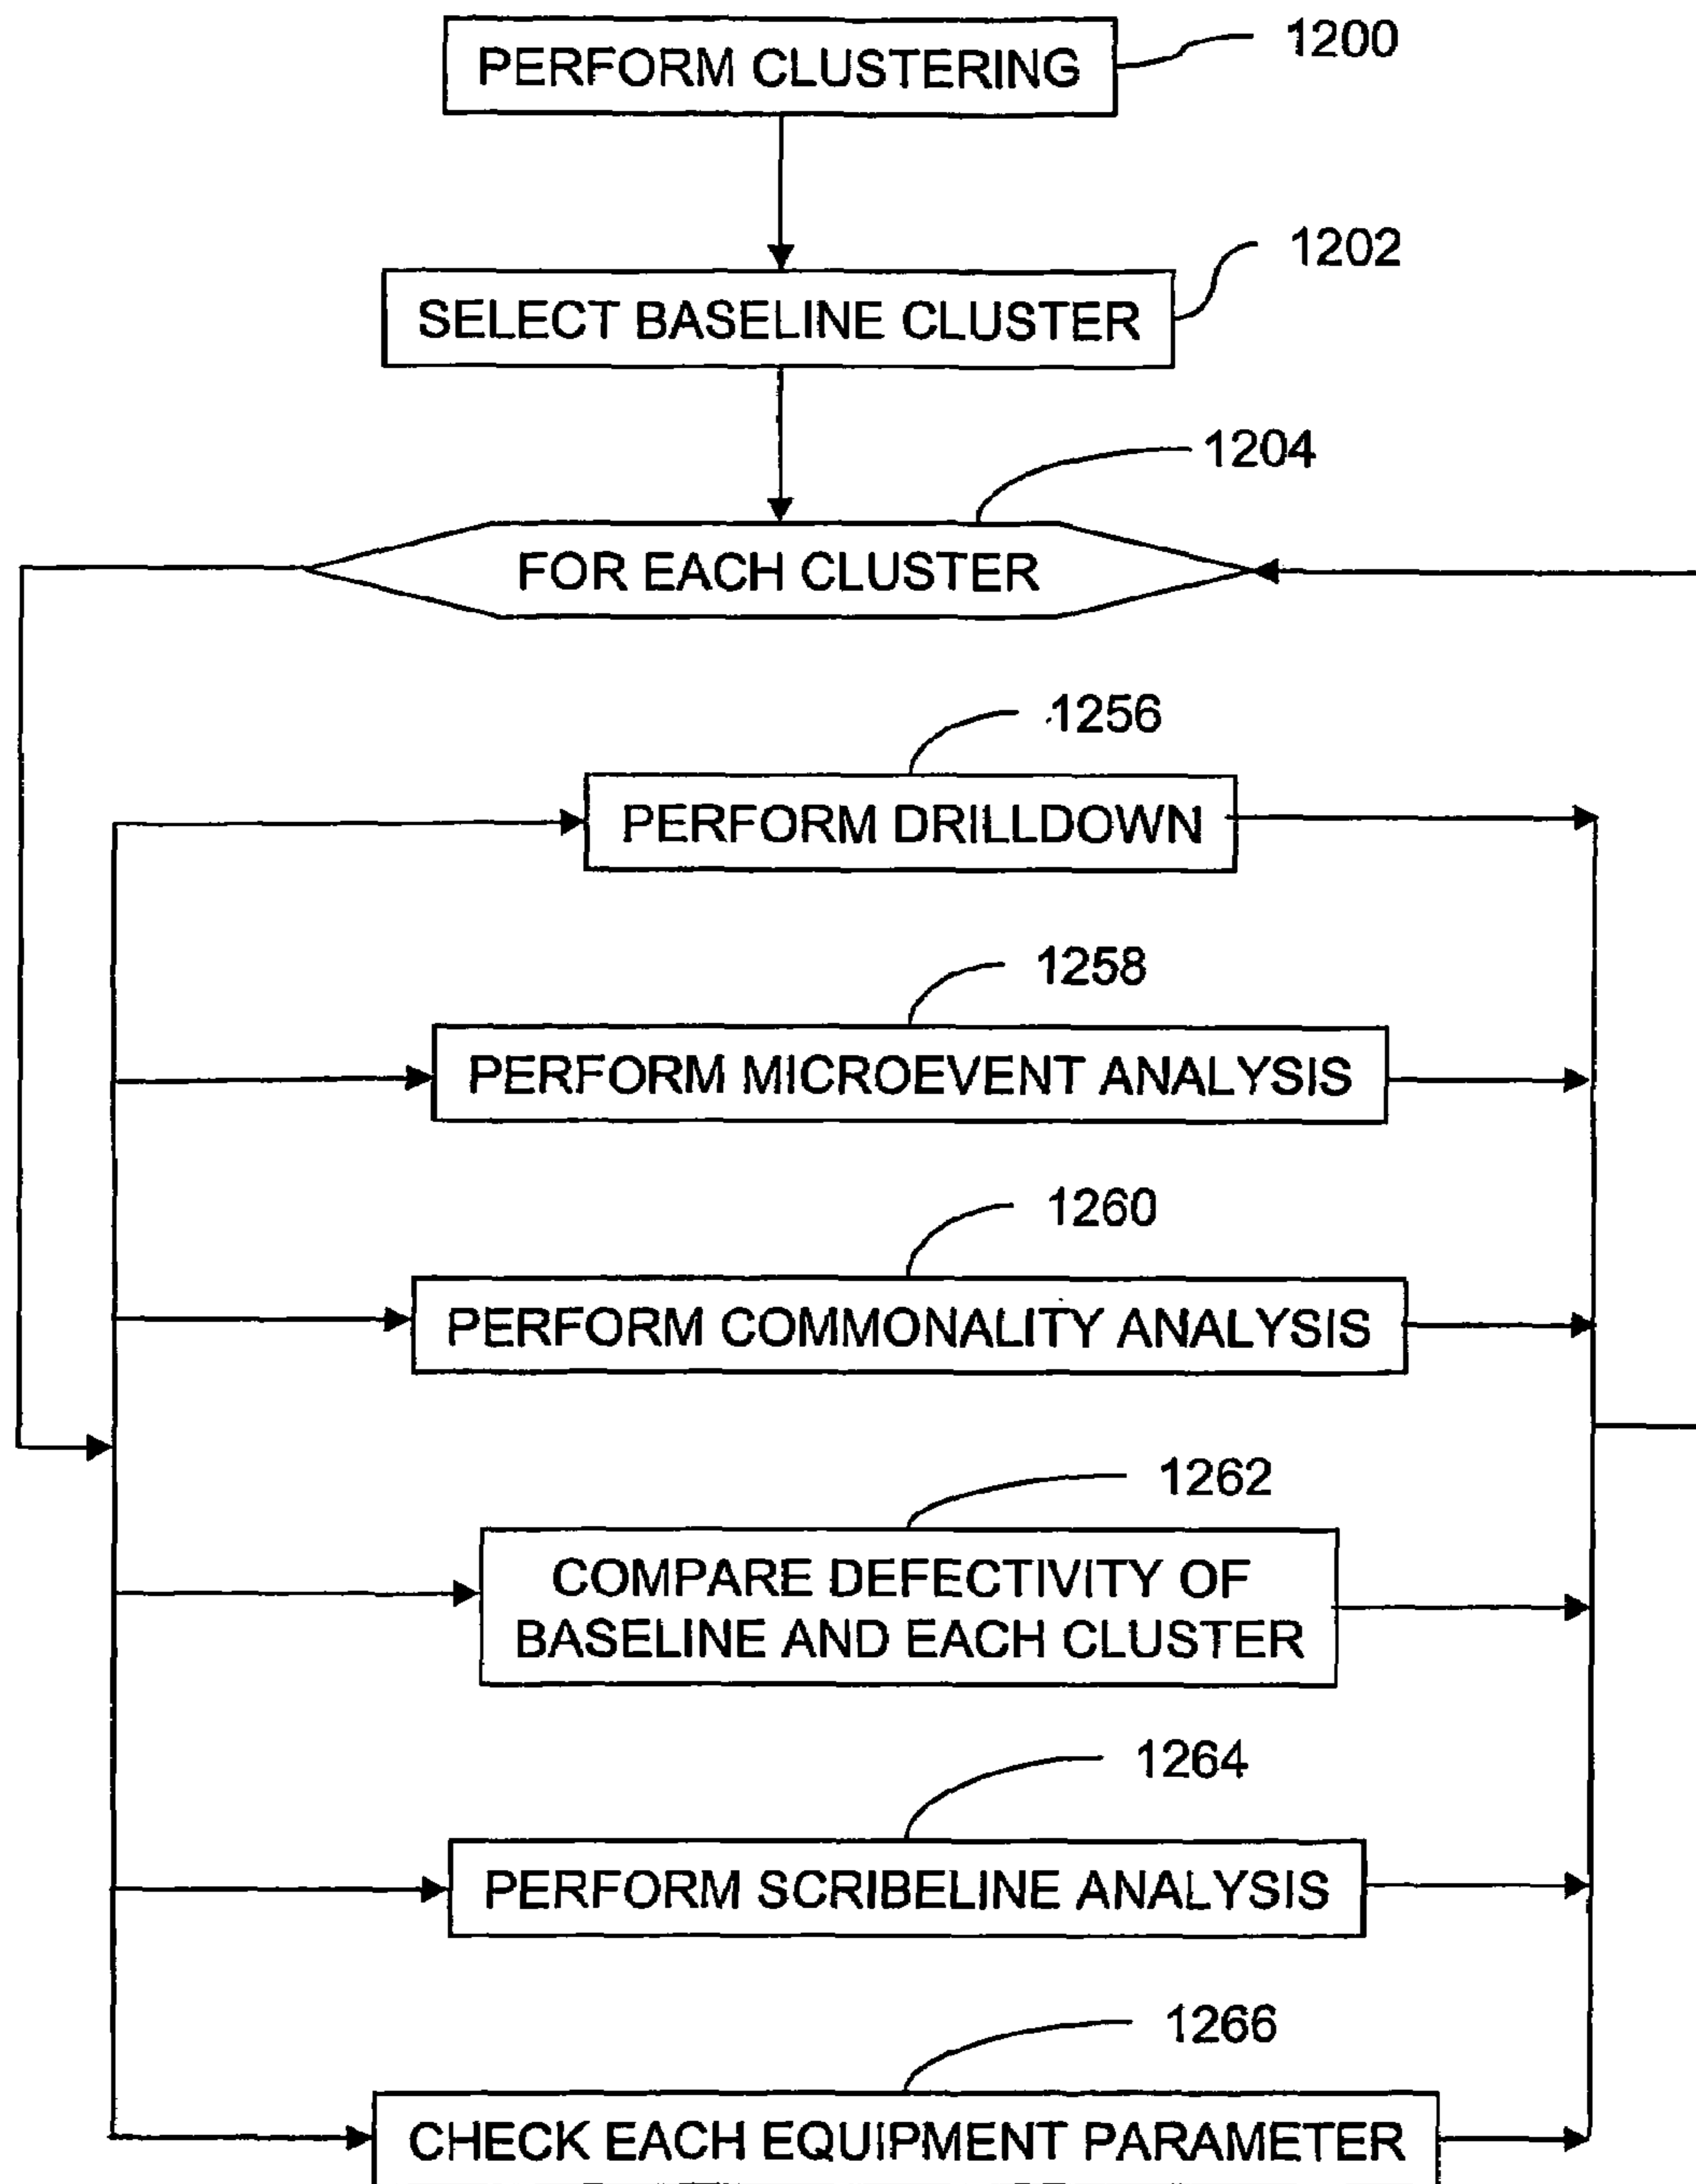 PERFORM CLUSTERING
1200
SELECT BASELINE CLUSTER
1202
1204
FOR EACH CLUSTER
1256
PERFORM DRILLDOWN
1258
PERFORM MICROEVENT ANALYSIS
1260
PERFORM COMMONALITY ANALYSIS
1262
COMPARE DEFECTIVITY OF
BASELINE AND EACH CLUSTER
1264
PERFORM SCRIBELINE ANALYSIS
1266
CHECK EACH EQUIPMENT PARAMETER